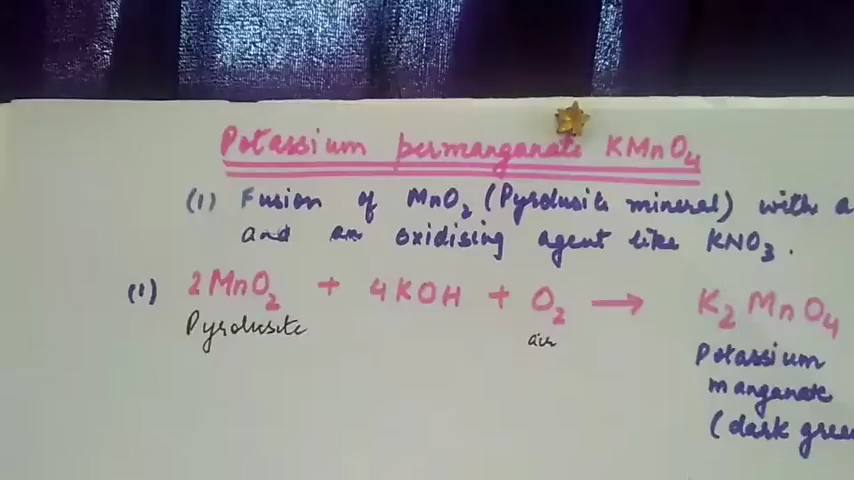 Potassium permanganate KMnO4
(1) Fusion of MnO2 (Pyrolusite mineral) with a
and an oxidising agent like KNO3.
(1) 2MnO2 + 4KOH + O2 → K2MnO4
Pyrolusite air Potassium
manganate
(dark green